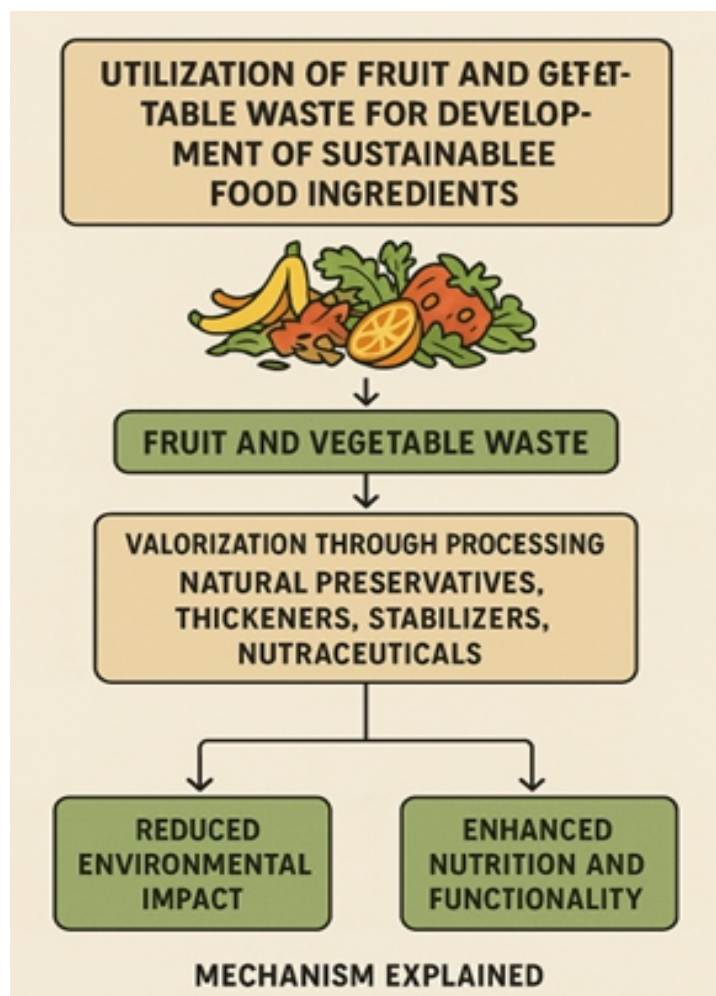 UTILIZATION OF FRUIT AND GETET-
TABLE WASTE FOR DEVELOP-
MENT OF SUSTAINABLEE
FOOD INGREDIENTS
FRUIT AND VEGETABLE WASTE
VALORIZATION THROUGH PROCESSING
NATURAL PRESERVATIVES,
THICKENERS, STABILIZERS,
NUTRACEUTICALS
REDUCED
ENVIRONMENTAL
IMPACT
ENHANCED
NUTRITION AND
FUNCTIONALITY
MECHANISM EXPLAINED